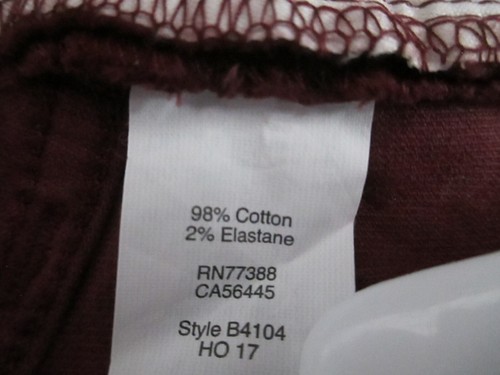 98% Cotton
2% Elastane
RN77388
CA56445
Style B4104
HO 17